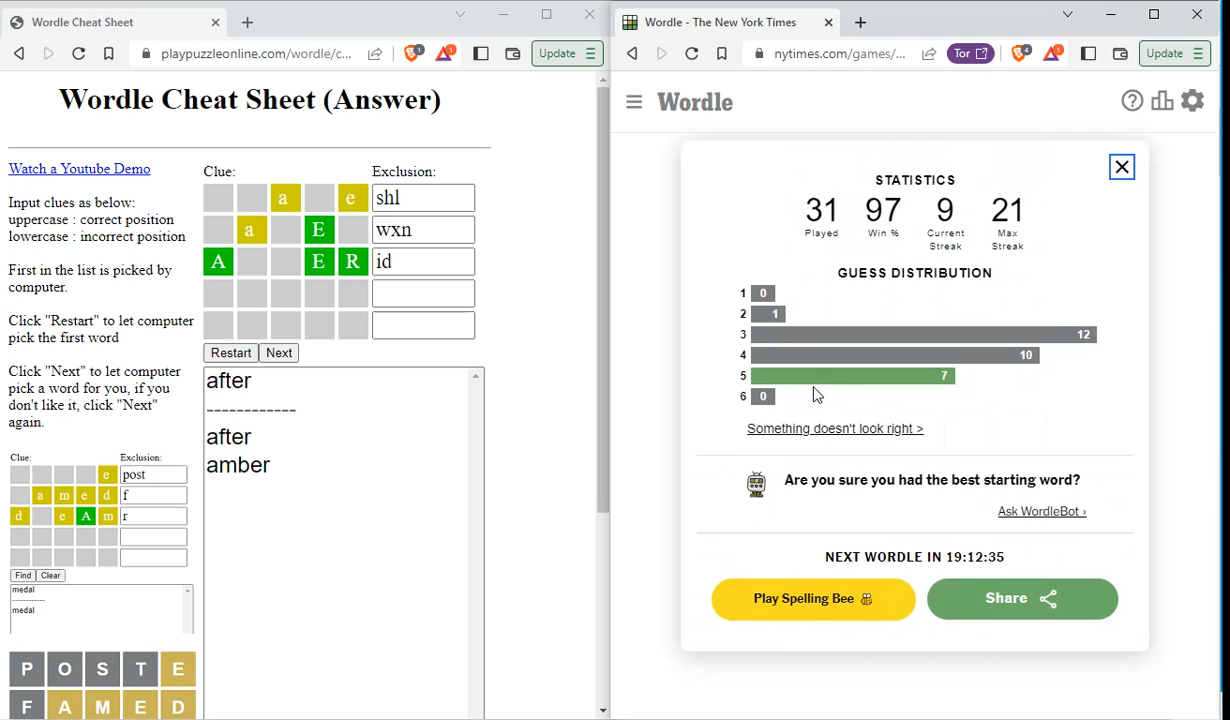 Wordle Cheat Sheet
playpuzzleonline.com/wordle/c...
1
1
Update
Wordle Cheat Sheet (Answer)
Watch a Youtube Demo
Input clues as below:
uppercase : correct position
lowercase : incorrect position
First in the list is picked by
computer.
Click "Restart" to let computer
pick the first word
Click "Next" to let computer
pick a word for you, if you
don't like it, click "Next"
again.
Clue:
Exclusion:
e
post
a m e d
f
d e A m
r
Find
Clear
medal
------------
medal
P O S T E
F A M E D
Clue:
Exclusion:
a e
shl
a E
wxn
A E R
id
Restart
Next
after
-------------
after
amber
Wordle - The New York Times
nytimes.com/games/...
Tor
4
1
Update
Wordle
STATISTICS
31
97
9
21
Played
Win %
Current
Streak
Max
Streak
GUESS DISTRIBUTION
1 0
2 1
3 12
4 10
5 7
6 0
Something doesn't look right >
Are you sure you had the best starting word?
Ask WordleBot ›
NEXT WORDLE IN 19:12:35
Play Spelling Bee
Share